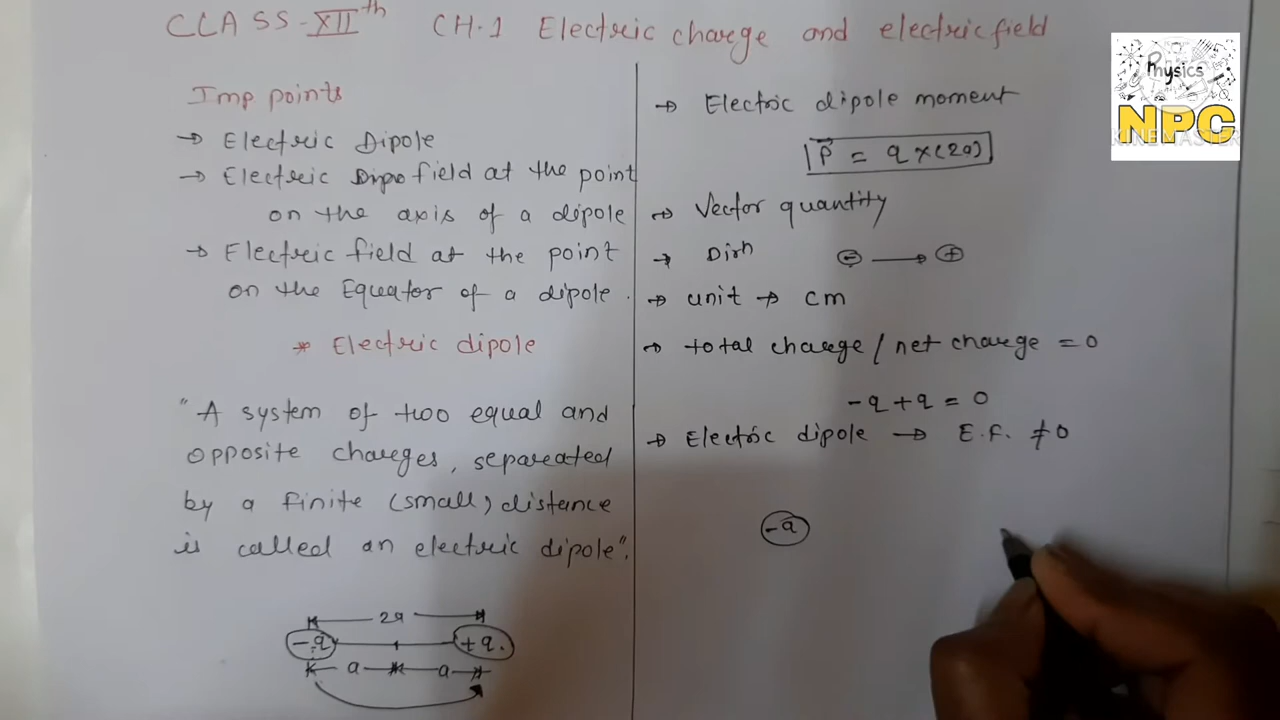 CLASS-XIIth CH.1 Electric charge and electric field
Imp points
→ Electric Dipole
→ Electric field at the point
on the axis of a dipole
→ Electric field at the point
on the Equator of a dipole.
* Electric dipole
"A system of two equal and
opposite charges, separeated
by a finite (small) distance
is called an electric dipole".
2a
-q +q.
a a
→ Electric dipole moment
P = q x (2a)
→ Vector quantity
→ Dirn - → +
→ unit → cm
→ total charge / net charge = 0
-q + q = 0
→ Electric dipole → E.F. ≠ 0
-q
Physics
NPC
KINEMASTER